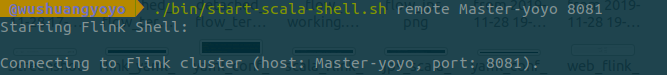 @wushuangyoyo ./bin/start-scala-shell.sh remote Master-yoyo 8081
Starting Flink Shell:
Connecting to Flink cluster (host: Master-yoyo, port: 8081).